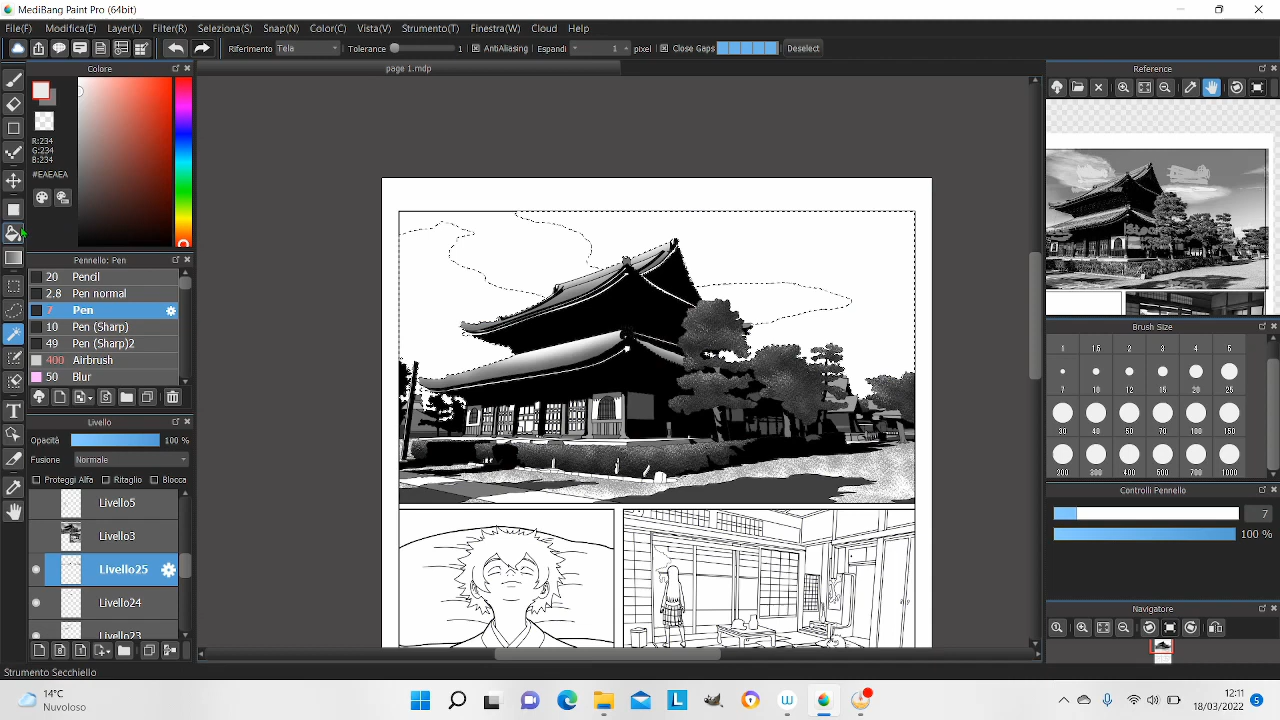 MediBang Paint Pro (64bit)
File(F) Modifica(E) Layer(L) Filter(R) Seleziona(S) Snap(N) Color(C) Vista(V) Strumento(T) Finestra(W) Cloud Help
Riferimento Tela Tolerance 1 AntiAliasing Espandi 1 pixel Close Gaps Deselect
Colore
page 1.mdp
Reference
R:234
G:234
B:234
#EAEAEA
Pennello: Pen
20 Pencil
2.8 Pen normal
7 Pen
10 Pen (Sharp)
49 Pen (Sharp)2
400 Airbrush
50 Blur
Livello
Opacità 100 %
Fusione Normale
Proteggi Alfa Ritaglio Blocca
Livello5
Livello3
Livello25
Livello24
Livello23
Brush Size
1 1.5 2 3 4 5
7 10 12 15 20 25
30 40 50 70 100 150
200 300 400 500 700 1000
Controlli Pennello
7
100 %
Navigatore
Strumento Secchiello
14°C
Nuvoloso
12:11
18/03/2022
5